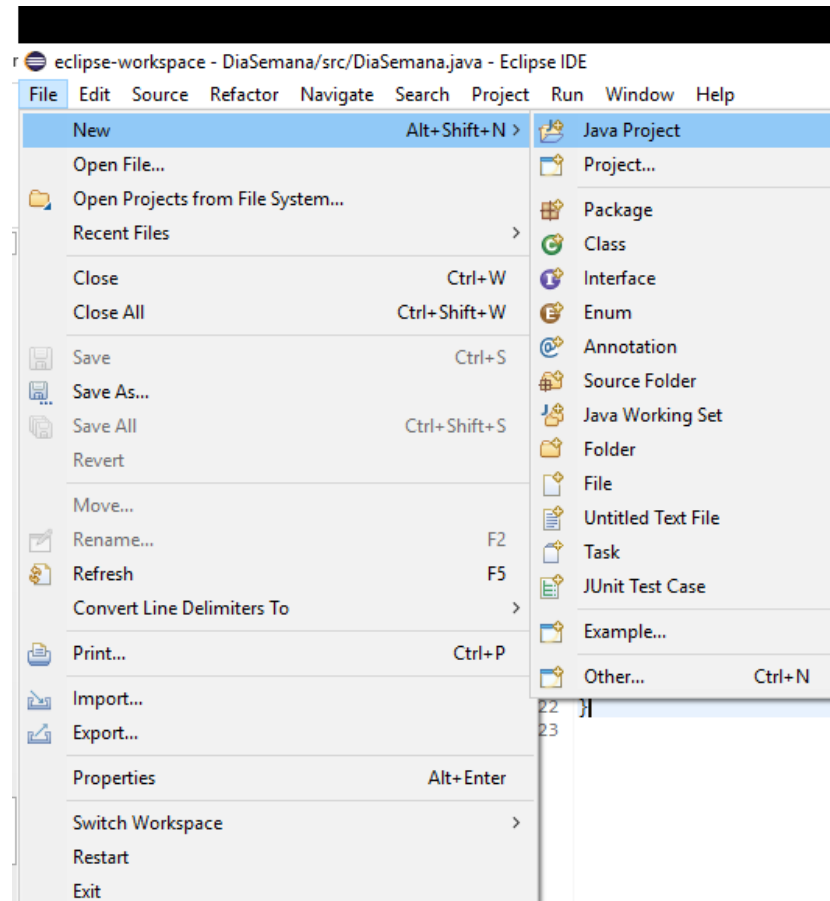 r eclipse-workspace - DiaSemana/src/DiaSemana.java - Eclipse IDE
File Edit Source Refactor Navigate Search Project Run Window Help
New Alt+Shift+N >
Open File...
Open Projects from File System...
Recent Files >
Close Ctrl+W
Close All Ctrl+Shift+W
Save Ctrl+S
Save As...
Save All Ctrl+Shift+S
Revert
Move...
Rename... F2
Refresh F5
Convert Line Delimiters To >
Print... Ctrl+P
Import...
Export...
Properties Alt+Enter
Switch Workspace >
Restart
Exit
Java Project
Project...
Package
Class
Interface
Enum
Annotation
Source Folder
Java Working Set
Folder
File
Untitled Text File
Task
JUnit Test Case
Example...
Other... Ctrl+N
22 }
23